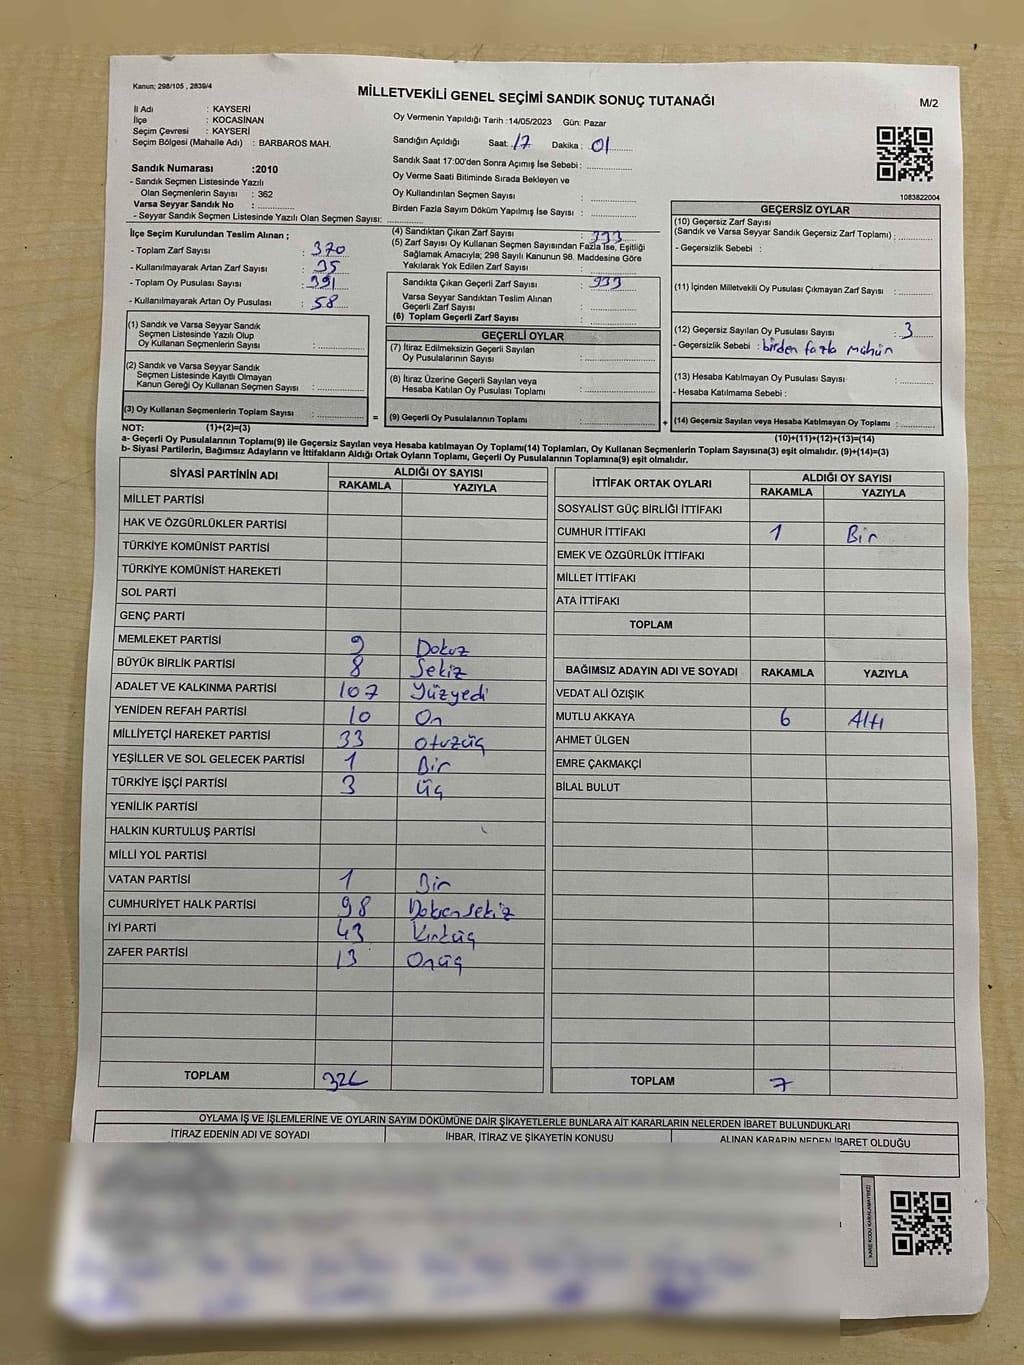 Kanun; 298/105 , 2839/4
MİLLETVEKİLİ GENEL SEÇİMİ SANDIK SONUÇ TUTANAĞI
M/2
İl Adı : KAYSERİ
İlçe : KOCASİNAN
Seçim Çevresi : KAYSERİ
Seçim Bölgesi (Mahalle Adı) : BARBAROS MAH.
Oy Vermenin Yapıldığı Tarih :14/05/2023 Gün: Pazar
Sandığın Açıldığı Saat: 17 Dakika : 01
Sandık Saat 17:00'den Sonra Açımış İse Sebebi :
Oy Verme Saati Bitiminde Sırada Bekleyen ve
Oy Kullandırılan Seçmen Sayısı :
Birden Fazla Sayım Döküm Yapılmış İse Sayısı :
1083822004
Sandık Numarası :2010
- Sandık Seçmen Listesinde Yazılı
Olan Seçmenlerin Sayısı : 362
Varsa Seyyar Sandık No :
- Seyyar Sandık Seçmen Listesinde Yazılı Olan Seçmen Sayısı:
İlçe Seçim Kurulundan Teslim Alınan ;
- Toplam Zarf Sayısı : 370
- Kullanılmayarak Artan Zarf Sayısı : 35
- Toplam Oy Pusulası Sayısı : 391
- Kullanılmayarak Artan Oy Pusulası : 58
(1) Sandık ve Varsa Seyyar Sandık
Seçmen Listesinde Yazılı Olup
Oy Kullanan Seçmenlerin Sayısı :
(2) Sandık ve Varsa Seyyar Sandık
Seçmen Listesinde Kayıtlı Olmayan
Kanun Gereği Oy Kullanan Seçmen Sayısı :
(3) Oy Kullanan Seçmenlerin Toplam Sayısı :
(4) Sandıktan Çıkan Zarf Sayısı : 333
(5) Zarf Sayısı Oy Kullanan Seçmen Sayısından Fazla İse, Eşitliği
Sağlamak Amacıyla; 298 Sayılı Kanunun 98. Maddesine Göre
Yakılarak Yok Edilen Zarf Sayısı :
Sandıkta Çıkan Geçerli Zarf Sayısı : 333
Varsa Seyyar Sandıktan Teslim Alınan
Geçerli Zarf Sayısı :
(6) Toplam Geçerli Zarf Sayısı :
GEÇERLİ OYLAR
(7) İtiraz Edilmeksizin Geçerli Sayılan
Oy Pusulalarının Sayısı :
(8) İtiraz Üzerine Geçerli Sayılan veya
Hesaba Katılan Oy Pusulası Toplamı :
= (9) Geçerli Oy Pusulalarının Toplamı :
GEÇERSİZ OYLAR
(10) Geçersiz Zarf Sayısı
(Sandık ve Varsa Seyyar Sandık Geçersiz Zarf Toplamı) :
- Geçersizlik Sebebi :
(11) İçinden Milletvekili Oy Pusulası Çıkmayan Zarf Sayısı :
(12) Geçersiz Sayılan Oy Pusulası Sayısı : 3
- Geçersizlik Sebebi : birden fazla mühür
(13) Hesaba Katılmayan Oy Pusulası Sayısı :
- Hesaba Katılmama Sebebi :
+ (14) Geçersiz Sayılan veya Hesaba Katılmayan Oy Toplamı :
NOT: (1)+(2)=(3)
(10)+(11)+(12)+(13)=(14)
a- Geçerli Oy Pusulalarının Toplamı(9) ile Geçersiz Sayılan veya Hesaba katılmayan Oy Toplamı(14) Toplamları, Oy Kullanan Seçmenlerin Toplam Sayısına(3) eşit olmalıdır. (9)+(14)=(3)
b- Siyasi Partilerin, Bağımsız Adayların ve İttifakların Aldığı Ortak Oyların Toplamı, Geçerli Oy Pusulalarının Toplamına(9) eşit olmalıdır.
SİYASİ PARTİNİN ADI ALDIĞI OY SAYISI
RAKAMLA YAZIYLA
MİLLET PARTİSİ
HAK VE ÖZGÜRLÜKLER PARTİSİ
TÜRKİYE KOMÜNİST PARTİSİ
TÜRKİYE KOMÜNİST HAREKETİ
SOL PARTİ
GENÇ PARTİ
MEMLEKET PARTİSİ 9 Dokuz
BÜYÜK BİRLİK PARTİSİ 8 Sekiz
ADALET VE KALKINMA PARTİSİ 107 Yüzyedi
YENİDEN REFAH PARTİSİ 10 On
MİLLİYETÇİ HAREKET PARTİSİ 33 Otuzüç
YEŞİLLER VE SOL GELECEK PARTİSİ 1 Bir
TÜRKİYE İŞÇİ PARTİSİ 3 Üç
YENİLİK PARTİSİ
HALKIN KURTULUŞ PARTİSİ
MİLLİ YOL PARTİSİ
VATAN PARTİSİ 1 Bir
CUMHURİYET HALK PARTİSİ 98 Doksansekiz
İYİ PARTİ 43 Kırküç
ZAFER PARTİSİ 13 Onüç
TOPLAM 326
İTTİFAK ORTAK OYLARI ALDIĞI OY SAYISI
RAKAMLA YAZIYLA
SOSYALİST GÜÇ BİRLİĞİ İTTİFAKI
CUMHUR İTTİFAKI 1 Bir
EMEK VE ÖZGÜRLÜK İTTİFAKI
MİLLET İTTİFAKI
ATA İTTİFAKI
TOPLAM
BAĞIMSIZ ADAYIN ADI VE SOYADI RAKAMLA YAZIYLA
VEDAT ALİ ÖZIŞIK
MUTLU AKKAYA 6 Altı
AHMET ÜLGEN
EMRE ÇAKMAKÇİ
BİLAL BULUT
TOPLAM 7
OYLAMA İŞ VE İŞLEMLERİNE VE OYLARIN SAYIM DÖKÜMÜNE DAİR ŞİKAYETLERLE BUNLARA AİT KARARLARIN NELERDEN İBARET BULUNDUKLARI
İTİRAZ EDENİN ADI VE SOYADI İHBAR, İTİRAZ VE ŞİKAYETİN KONUSU ALINAN KARARIN NEDEN İBARET OLDUĞU
KARE KODU KARALAMAYINIZ!